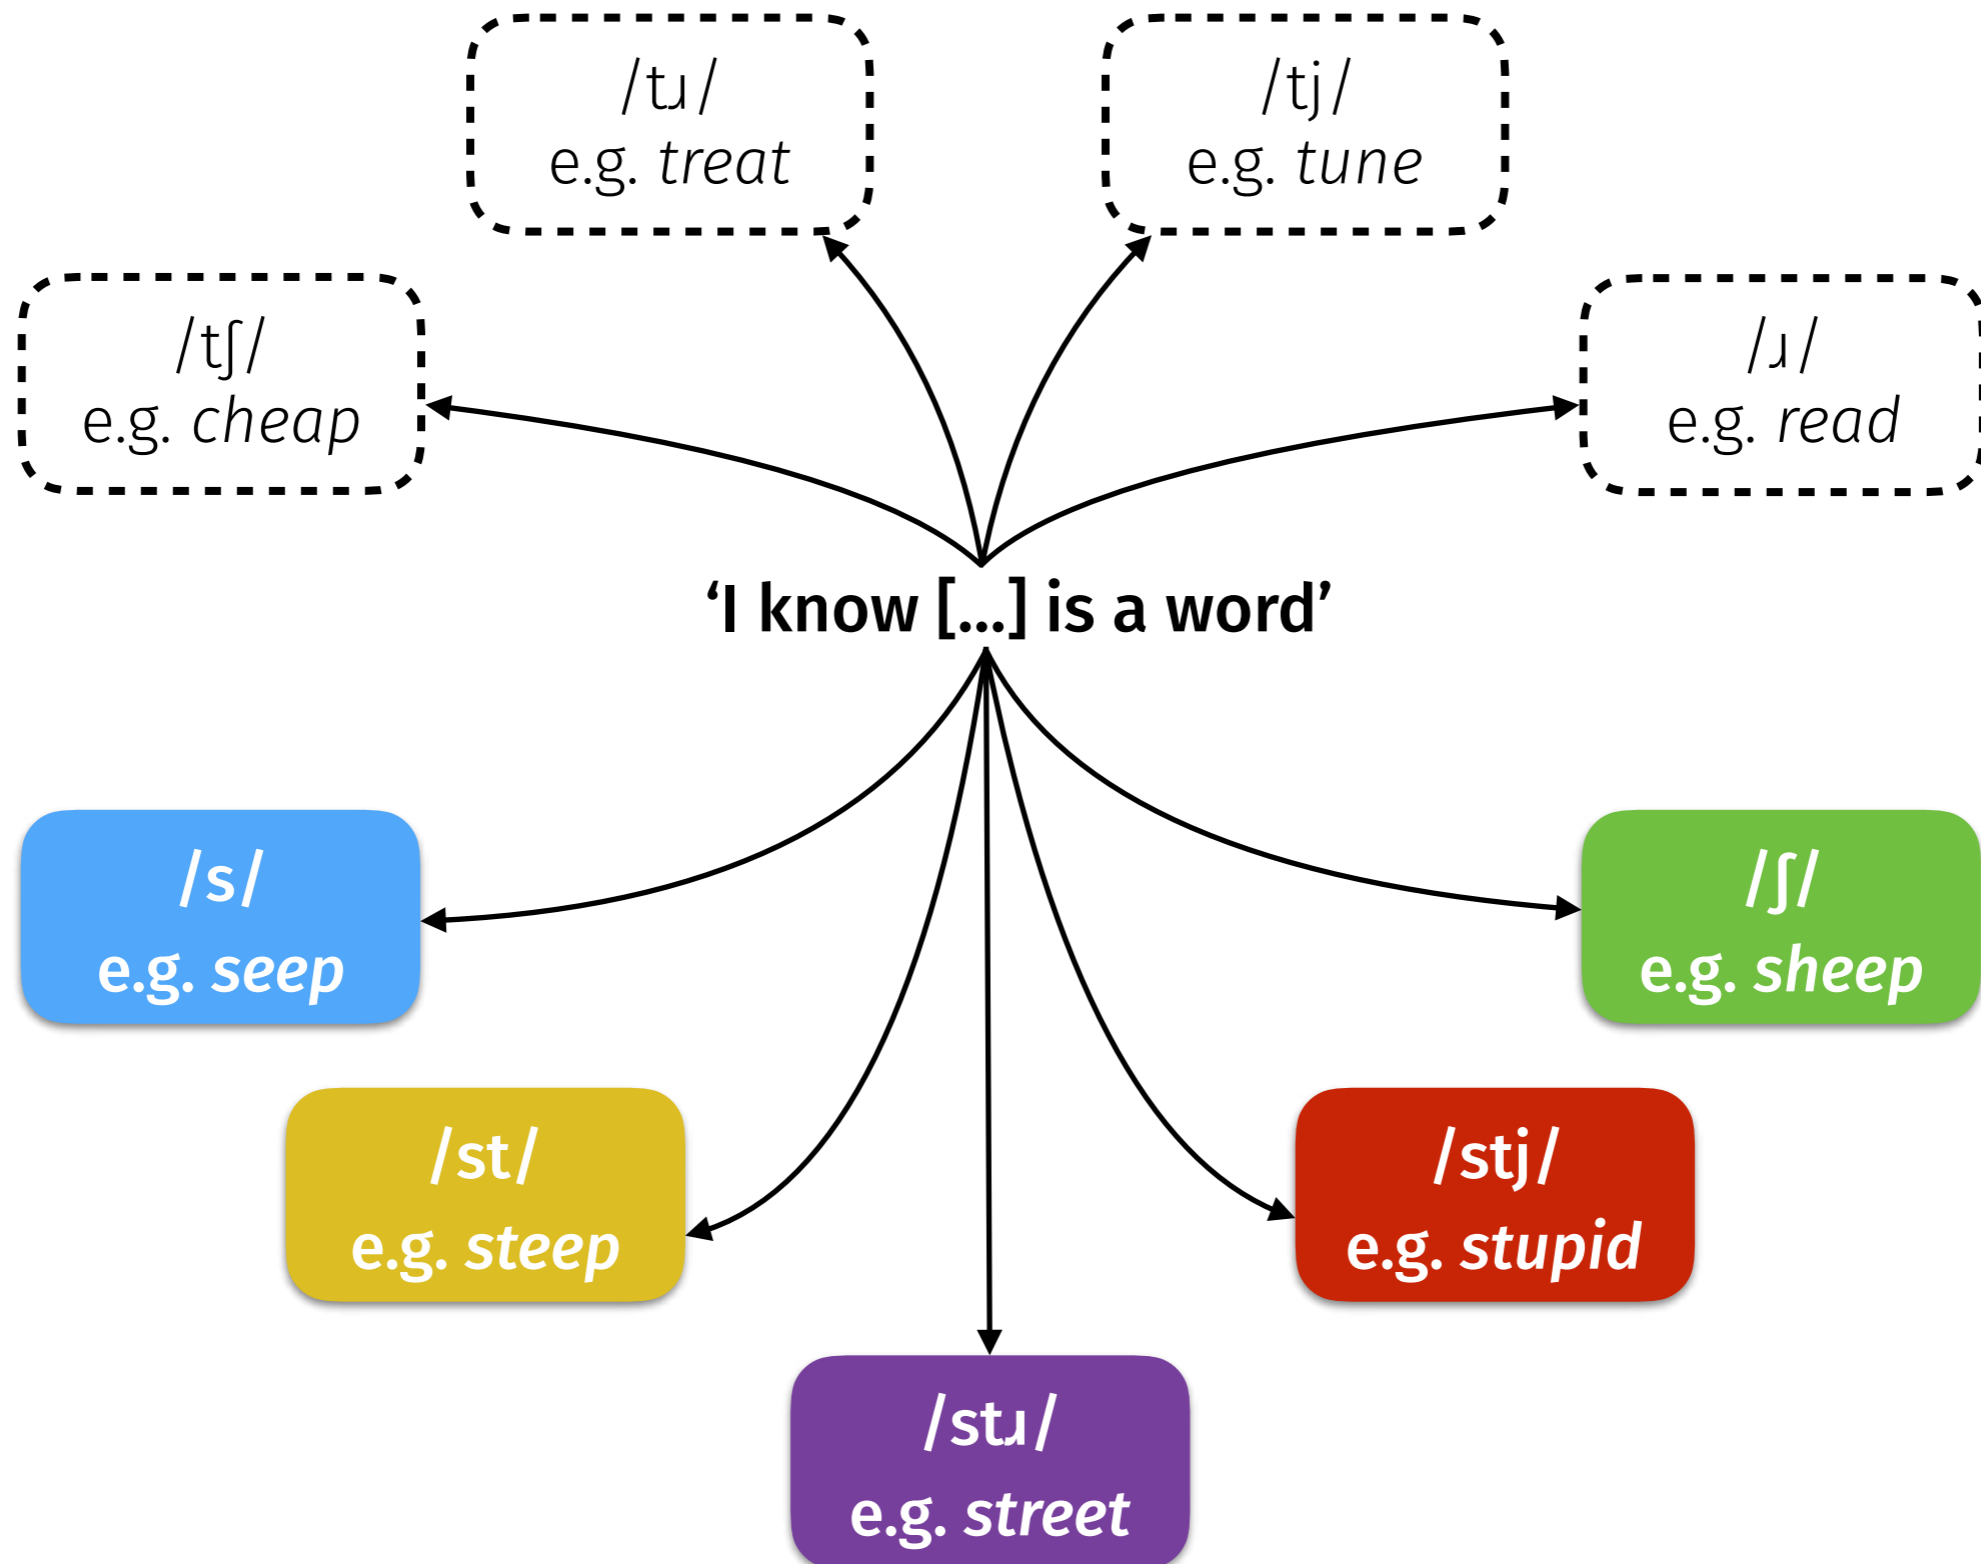 /tɹ/
e.g. treat
/tj/
e.g. tune
/tʃ/
e.g. cheap
/ɹ/
e.g. read
‘I know [...] is a word’
/s/
e.g. seep
/ʃ/
e.g. sheep
/st/
e.g. steep
/stj/
e.g. stupid
/stɹ/
e.g. street